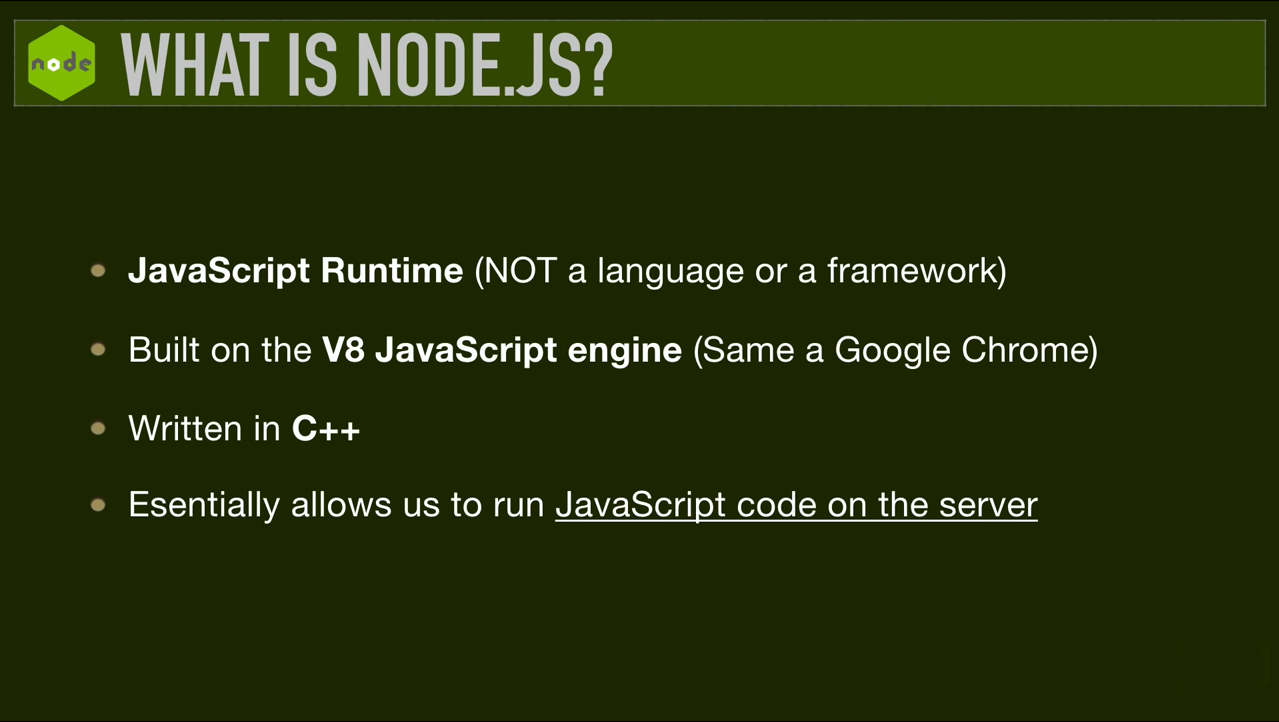 node
WHAT IS NODE.JS?
JavaScript Runtime (NOT a language or a framework)
Built on the V8 JavaScript engine (Same a Google Chrome)
Written in C++
Esentially allows us to run JavaScript code on the server